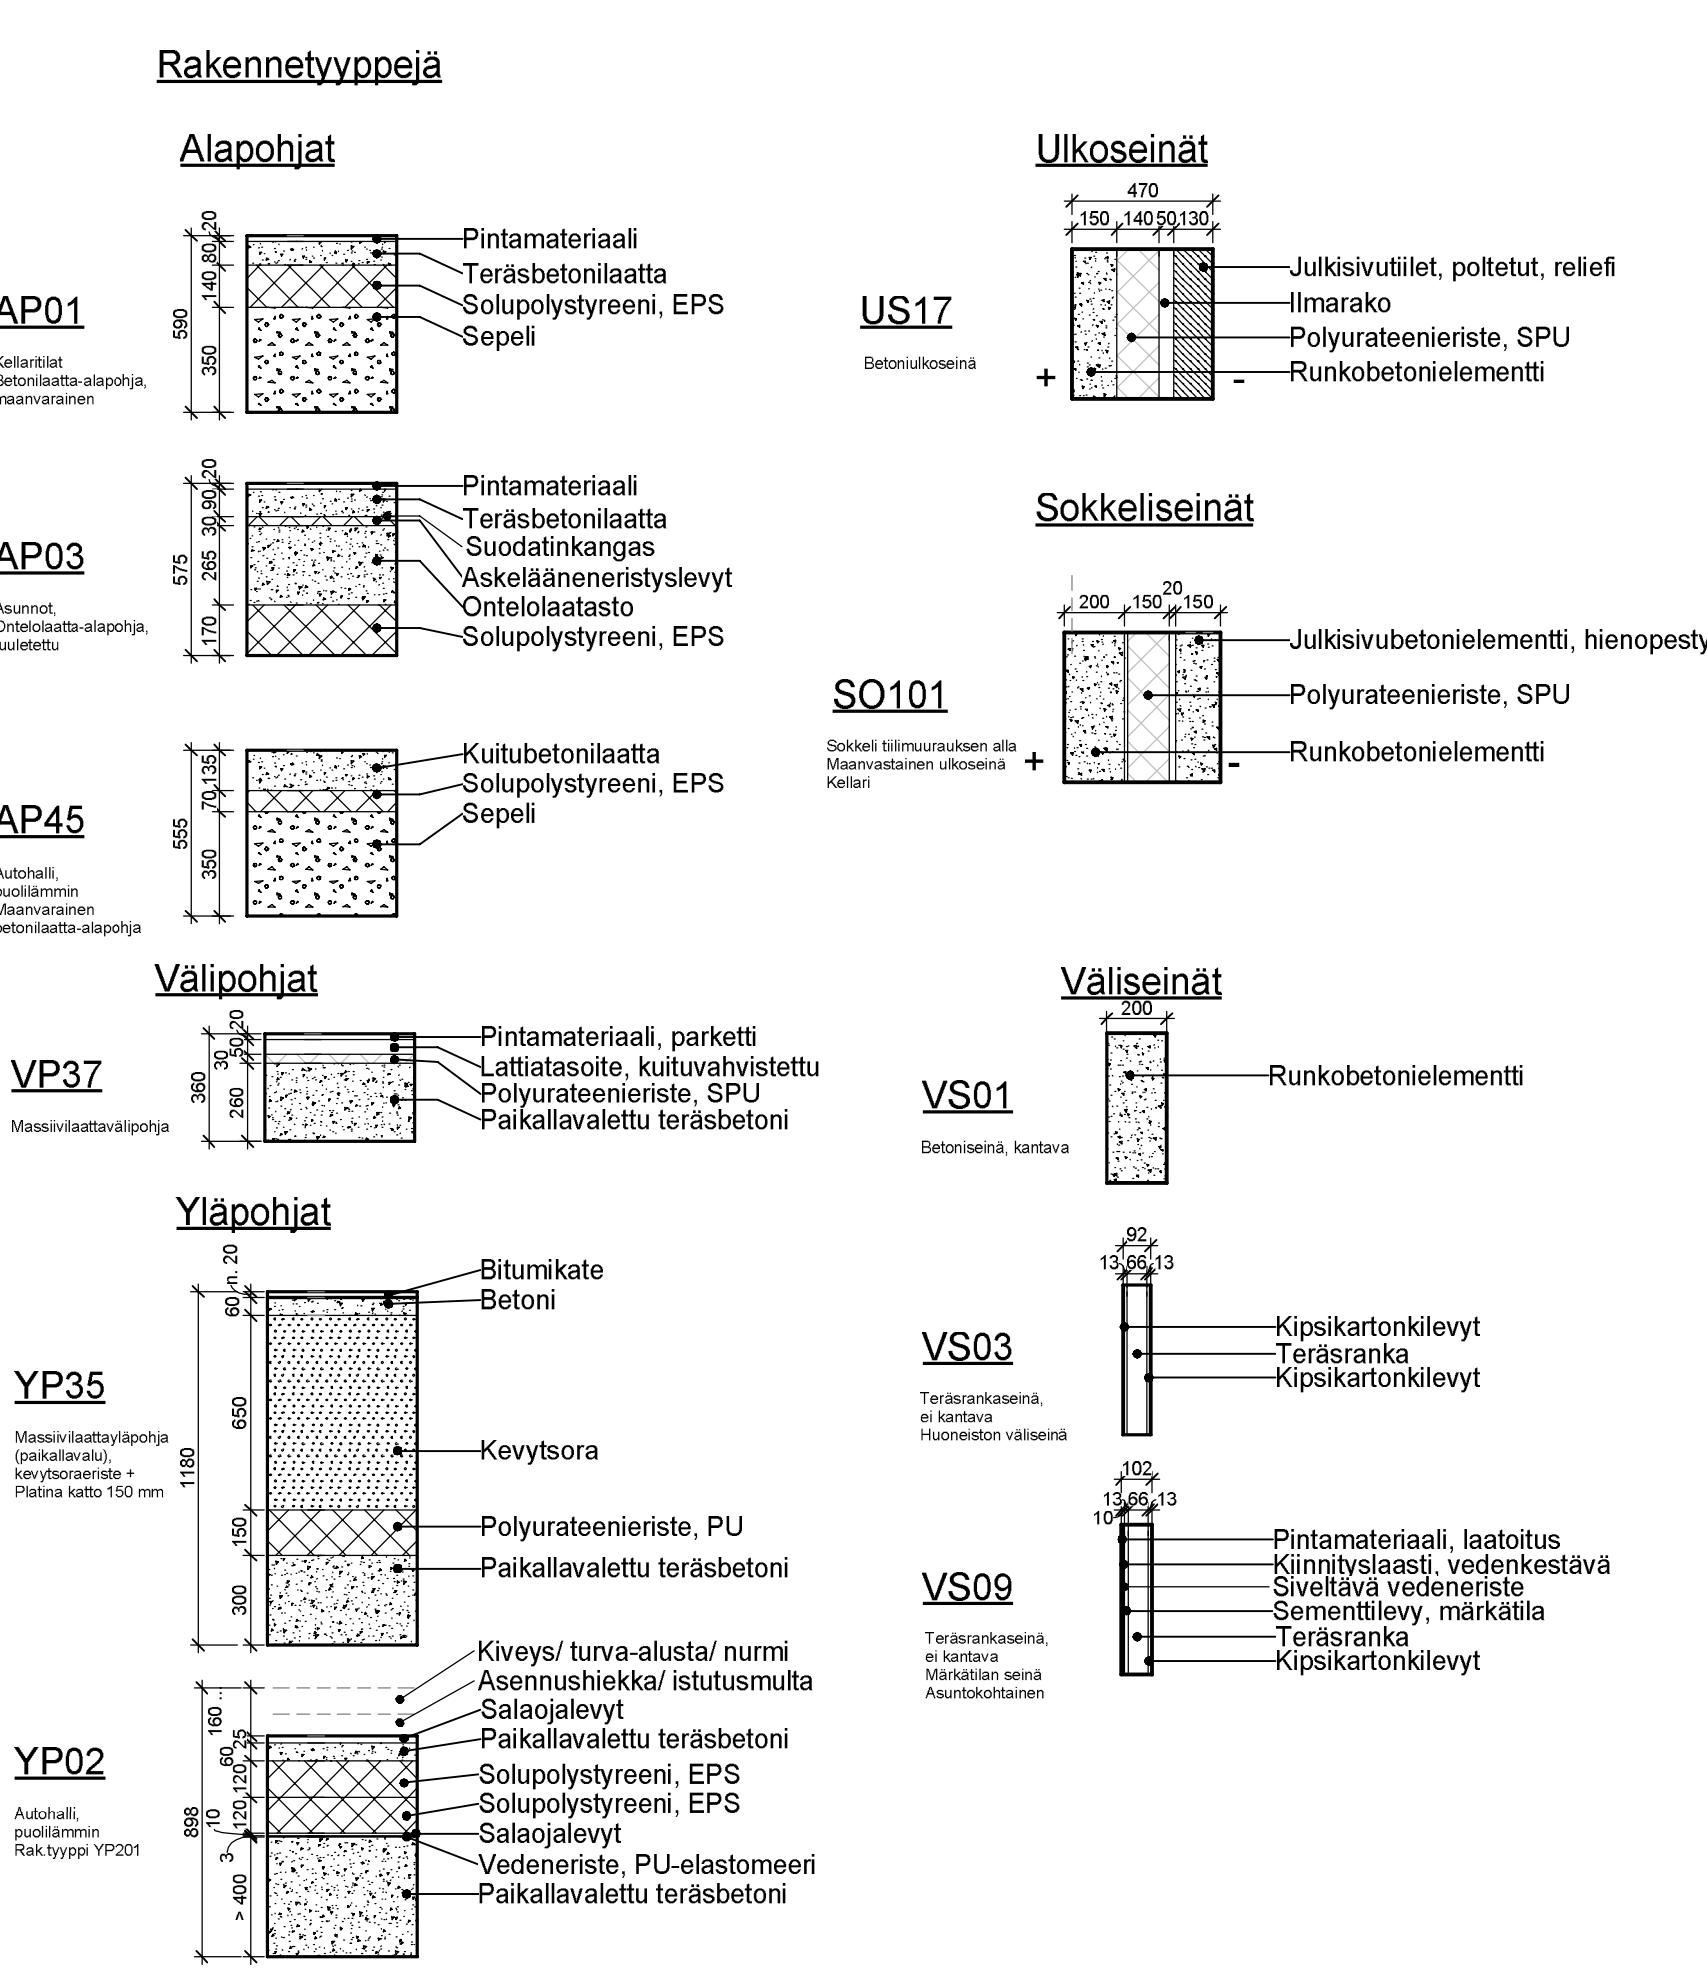 Rakennetyyppejä
Alapohjat
20
80
140
350
590
Pintamateriaali
Teräsbetonilaatta
Solupolystyreeni, EPS
Sepeli
AP01
Kellaritilat
Betonilaatta-alapohja,
maanvarainen
20
90
30
265
170
575
Pintamateriaali
Teräsbetonilaatta
Suodatinkangas
Askelääneneristyslevyt
Ontelolaatasto
Solupolystyreeni, EPS
AP03
Asunnot,
Ontelolaatta-alapohja,
tuuletettu
135
70
350
555
Kuitubetonilaatta
Solupolystyreeni, EPS
Sepeli
AP45
Autohalli,
puolilämmin
Maanvarainen
betonilaatta-alapohja
Välipohjat
20
50
30
260
360
Pintamateriaali, parketti
Lattiatasoite, kuituvahvistettu
Polyurateenieriste, SPU
Paikallavalettu teräsbetoni
VP37
Massiivilaattavälipohja
Yläpohjat
n. 20
60
650
150
300
1180
Bitumikate
Betoni
Kevytsora
Polyurateenieriste, PU
Paikallavalettu teräsbetoni
YP35
Massiivilaattayläpohja
(paikallavalu),
kevytsoraeriste +
Platina katto 150 mm
160 ...
25
60
120
120
10
3
> 400
898
Kiveys/ turva-alusta/ nurmi
Asennushiekka/ istutusmulta
Salaojalevyt
Paikallavalettu teräsbetoni
Solupolystyreeni, EPS
Solupolystyreeni, EPS
Salaojalevyt
Vedeneriste, PU-elastomeeri
Paikallavalettu teräsbetoni
YP02
Autohalli,
puolilämmin
Rak.tyyppi YP201
Ulkoseinät
470
150 140 50 130
Julkisivutiilet, poltetut, reliefi
Ilmarako
Polyurateenieriste, SPU
Runkobetonielementti
US17
Betoniulkoseinä
+ -
Sokkeliseinät
20
200 150 150
Julkisivubetonielementti, hienopesty
Polyurateenieriste, SPU
Runkobetonielementti
SO101
Sokkeli tiilimuurauksen alla
Maanvastainen ulkoseinä
Kellari
+ -
Väliseinät
200
Runkobetonielementti
VS01
Betoniseinä, kantava
92
13 66 13
Kipsikartonkilevyt
Teräsranka
Kipsikartonkilevyt
VS03
Teräsrankaseinä,
ei kantava
Huoneiston väliseinä
102
13 66 13
10
Pintamateriaali, laatoitus
Kiinnityslaasti, vedenkestävä
Siveltävä vedeneriste
Sementtilevy, märkätila
Teräsranka
Kipsikartonkilevyt
VS09
Teräsrankaseinä,
ei kantava
Märkätilan seinä
Asuntokohtainen